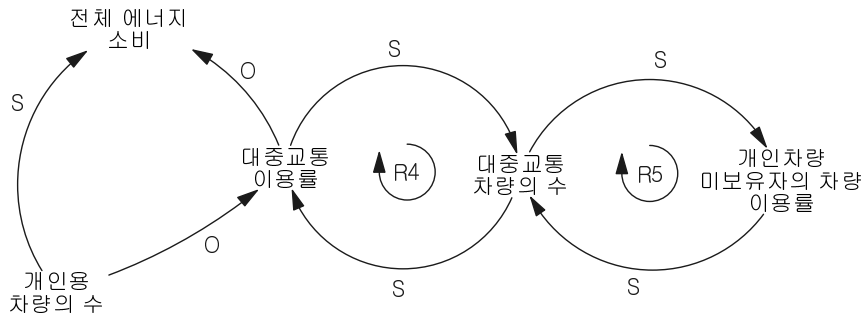 전체 에너지
소비
S
O
S
S
대중교통
이용률
R4
대중교통
차량의 수
R5
개인차량
미보유자의 차량
이용률
O
S
S
개인용
차량의 수